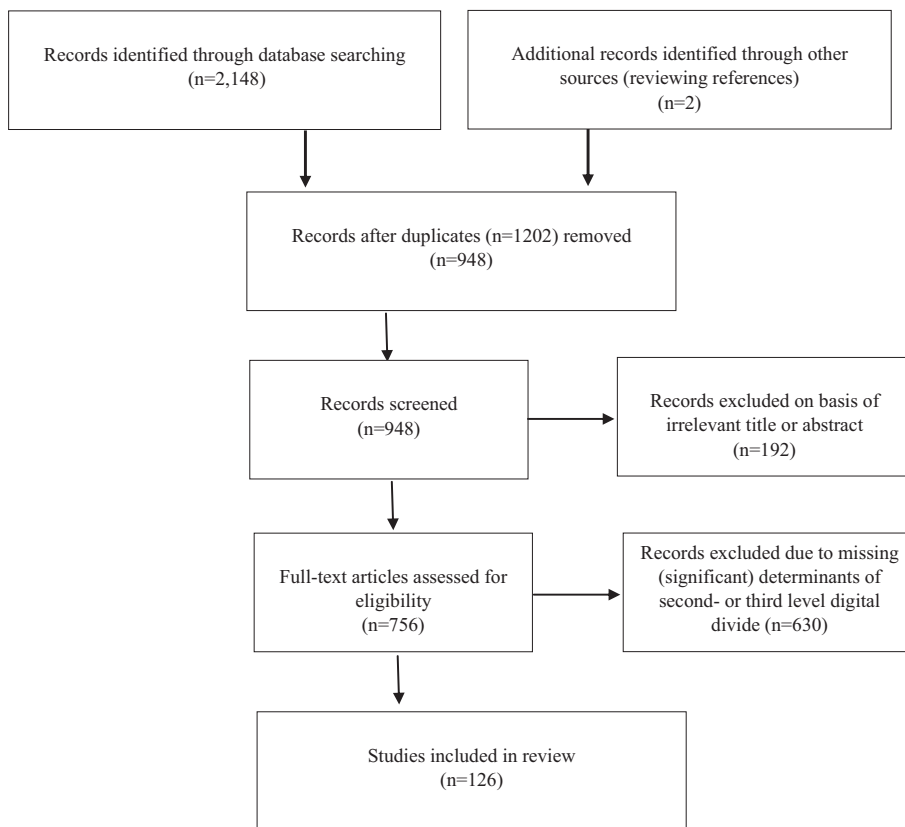 Records identified through database searching
(n=2,148)
Additional records identified through other
sources (reviewing references)
(n=2)
Records after duplicates (n=1202) removed
(n=948)
Records screened
(n=948)
Records excluded on basis of
irrelevant title or abstract
(n=192)
Full-text articles assessed for
eligibility
(n=756)
Records excluded due to missing
(significant) determinants of
second- or third level digital
divide (n=630)
Studies included in review
(n=126)